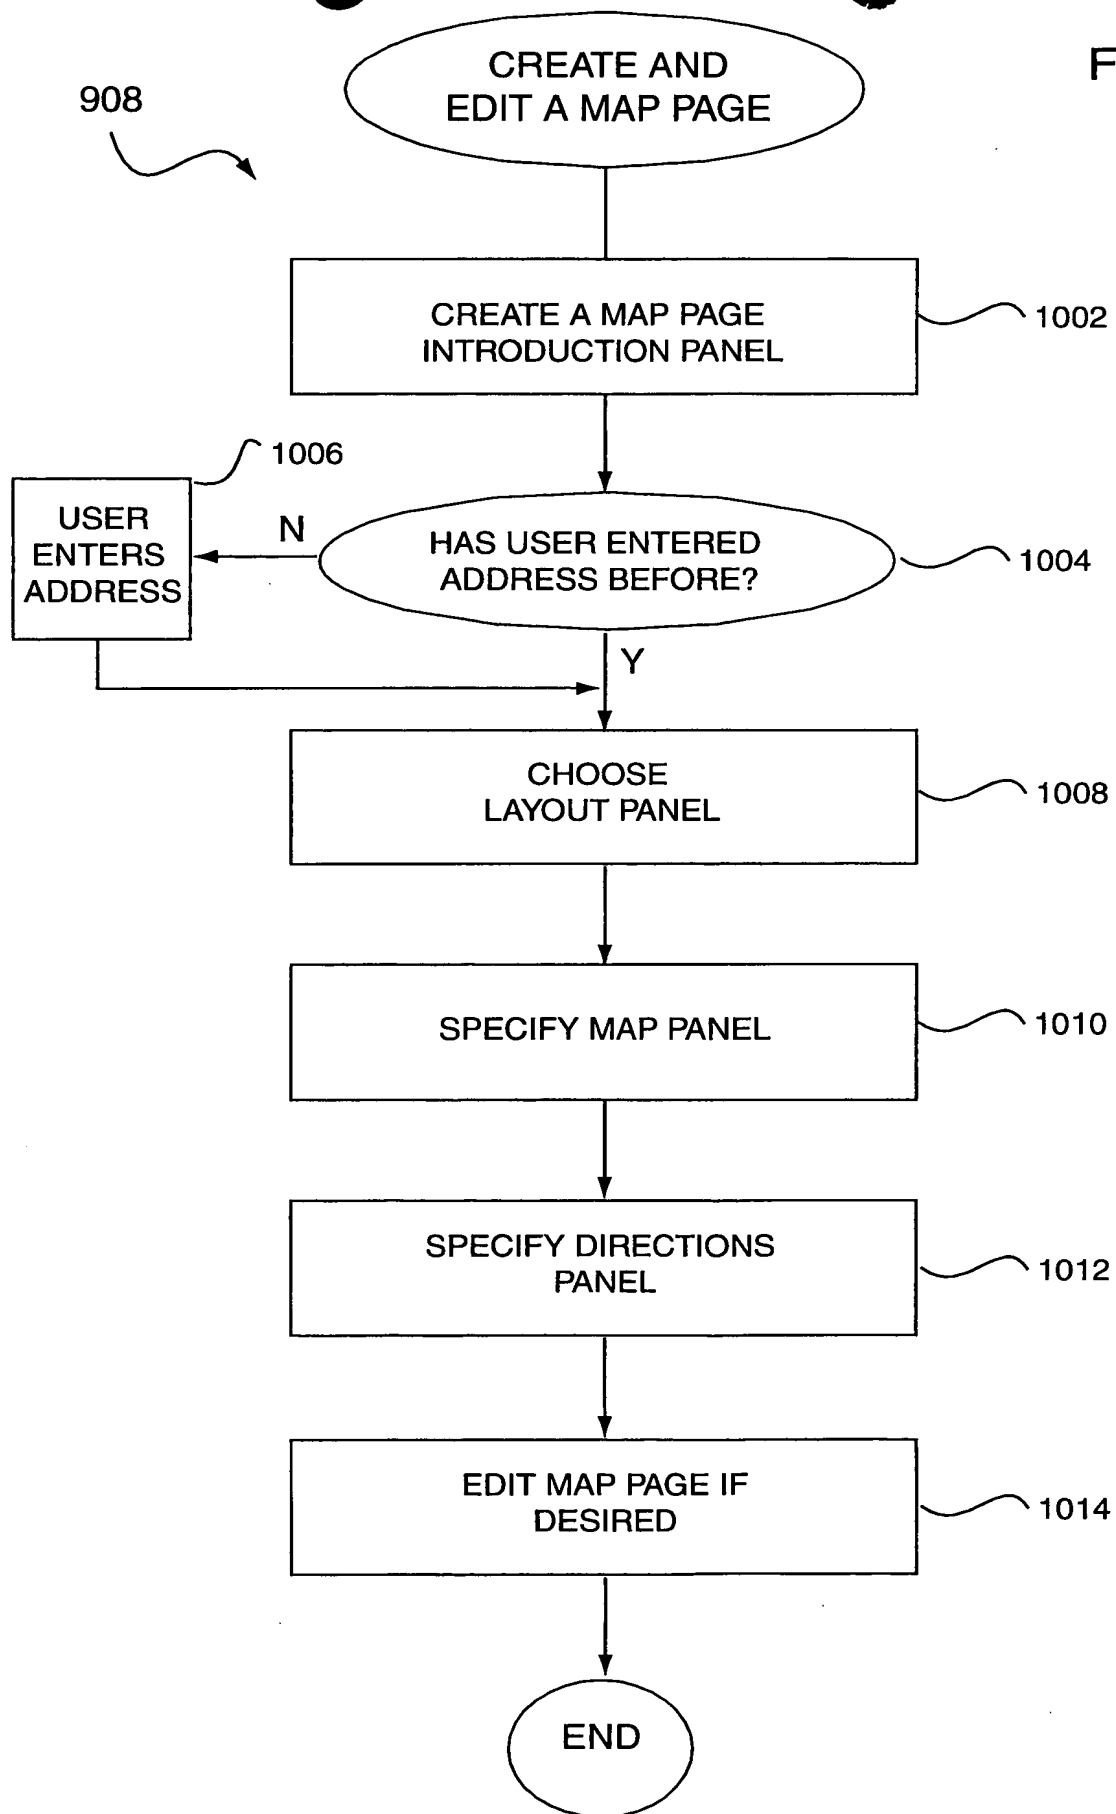 CREATE AND
EDIT A MAP PAGE
F
908
CREATE A MAP PAGE
INTRODUCTION PANEL
1002
1006
USER
ENTERS
ADDRESS
N
HAS USER ENTERED
ADDRESS BEFORE?
1004
Y
CHOOSE
LAYOUT PANEL
1008
SPECIFY MAP PANEL
1010
SPECIFY DIRECTIONS
PANEL
1012
EDIT MAP PAGE IF
DESIRED
1014
END